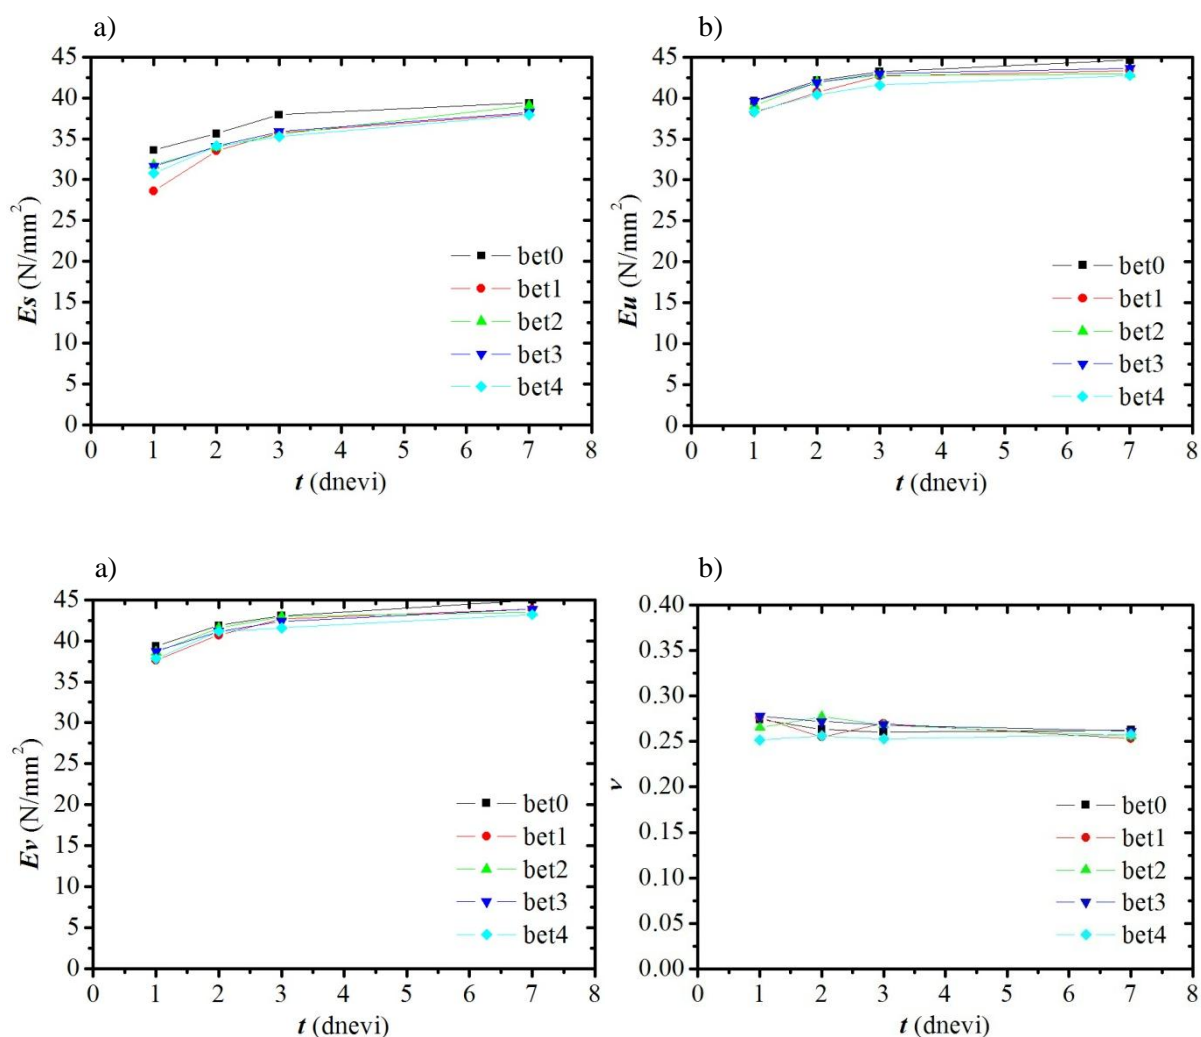 a)
45
40
35
30
25
20
15
10
5
0
Es (N/mm²)
bet0
bet1
bet2
bet3
bet4
0 1 2 3 4 5 6 7 8
t (dnevi)
b)
45
40
35
30
25
20
15
10
5
0
Eu (N/mm²)
bet0
bet1
bet2
bet3
bet4
0 1 2 3 4 5 6 7 8
t (dnevi)
a)
45
40
35
30
25
20
15
10
5
0
Ev (N/mm²)
bet0
bet1
bet2
bet3
bet4
0 1 2 3 4 5 6 7 8
t (dnevi)
b)
0.40
0.35
0.30
0.25
0.20
0.15
0.10
0.05
0.00
ν
bet0
bet1
bet2
bet3
bet4
0 1 2 3 4 5 6 7 8
t (dnevi)